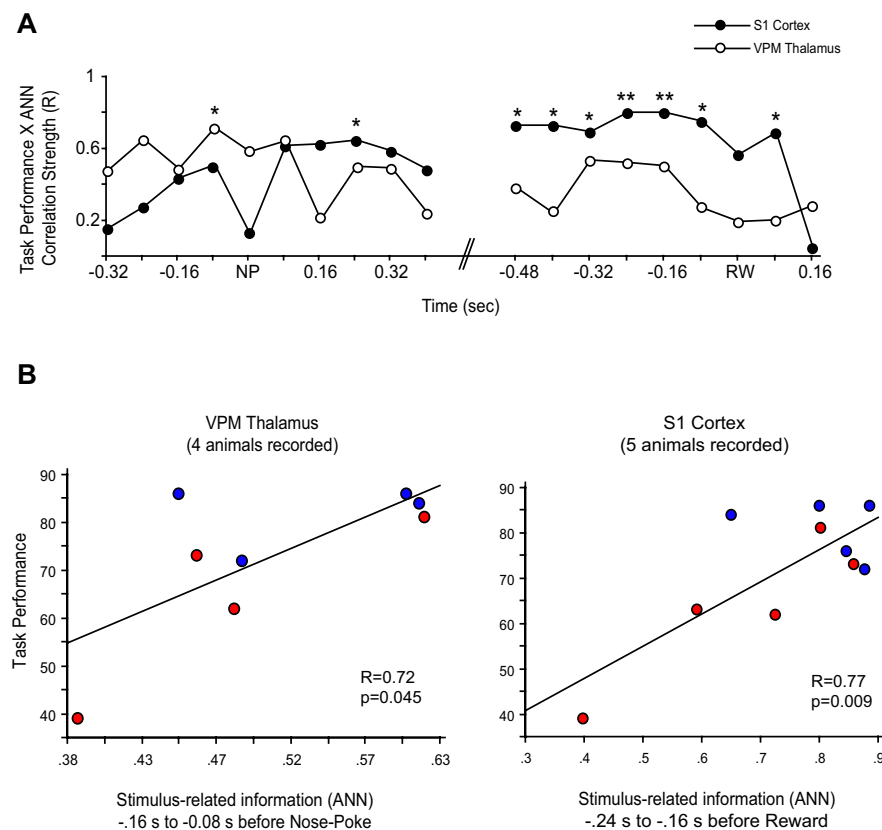 A
S1 Cortex
VPM Thalamus
Task Performance X ANN
Correlation Strength (R)
1
0.6
0.2
*
*
*
*
*
**
**
*
*
-0.32
-0.16
NP
0.16
0.32
-0.48
-0.32
-0.16
RW
0.16
Time (sec)
B
VPM Thalamus
(4 animals recorded)
Task Performance
90
80
70
60
50
40
R=0.72
p=0.045
.38
.43
.47
.52
.57
.63
Stimulus-related information (ANN)
-.16 s to -0.08 s before Nose-Poke
S1 Cortex
(5 animals recorded)
90
80
70
60
50
40
R=0.77
p=0.009
.3
.4
.5
.6
.7
.8
.9
Stimulus-related information (ANN)
-.24 s to -.16 s before Reward